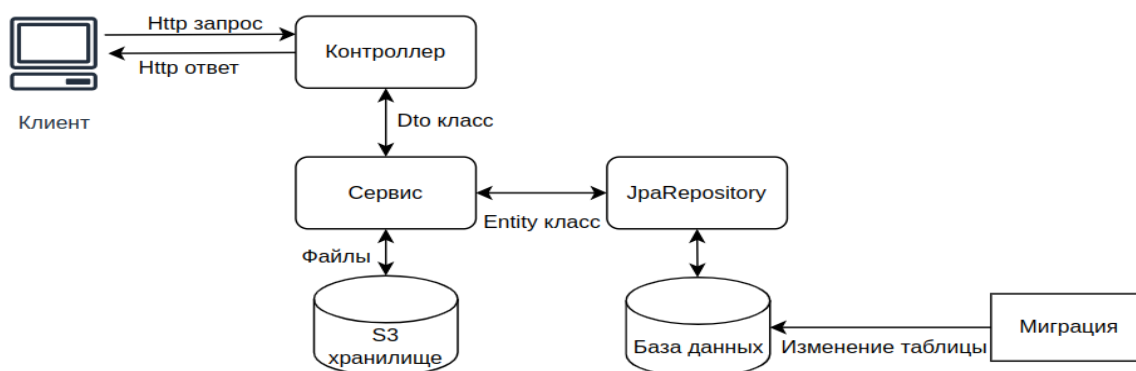 Http запрос
Http ответ
Контроллер
Клиент
Dto класс
Сервис
JpaRepository
Entity класс
Файлы
S3
хранилище
База данных
Изменение таблицы
Миграция